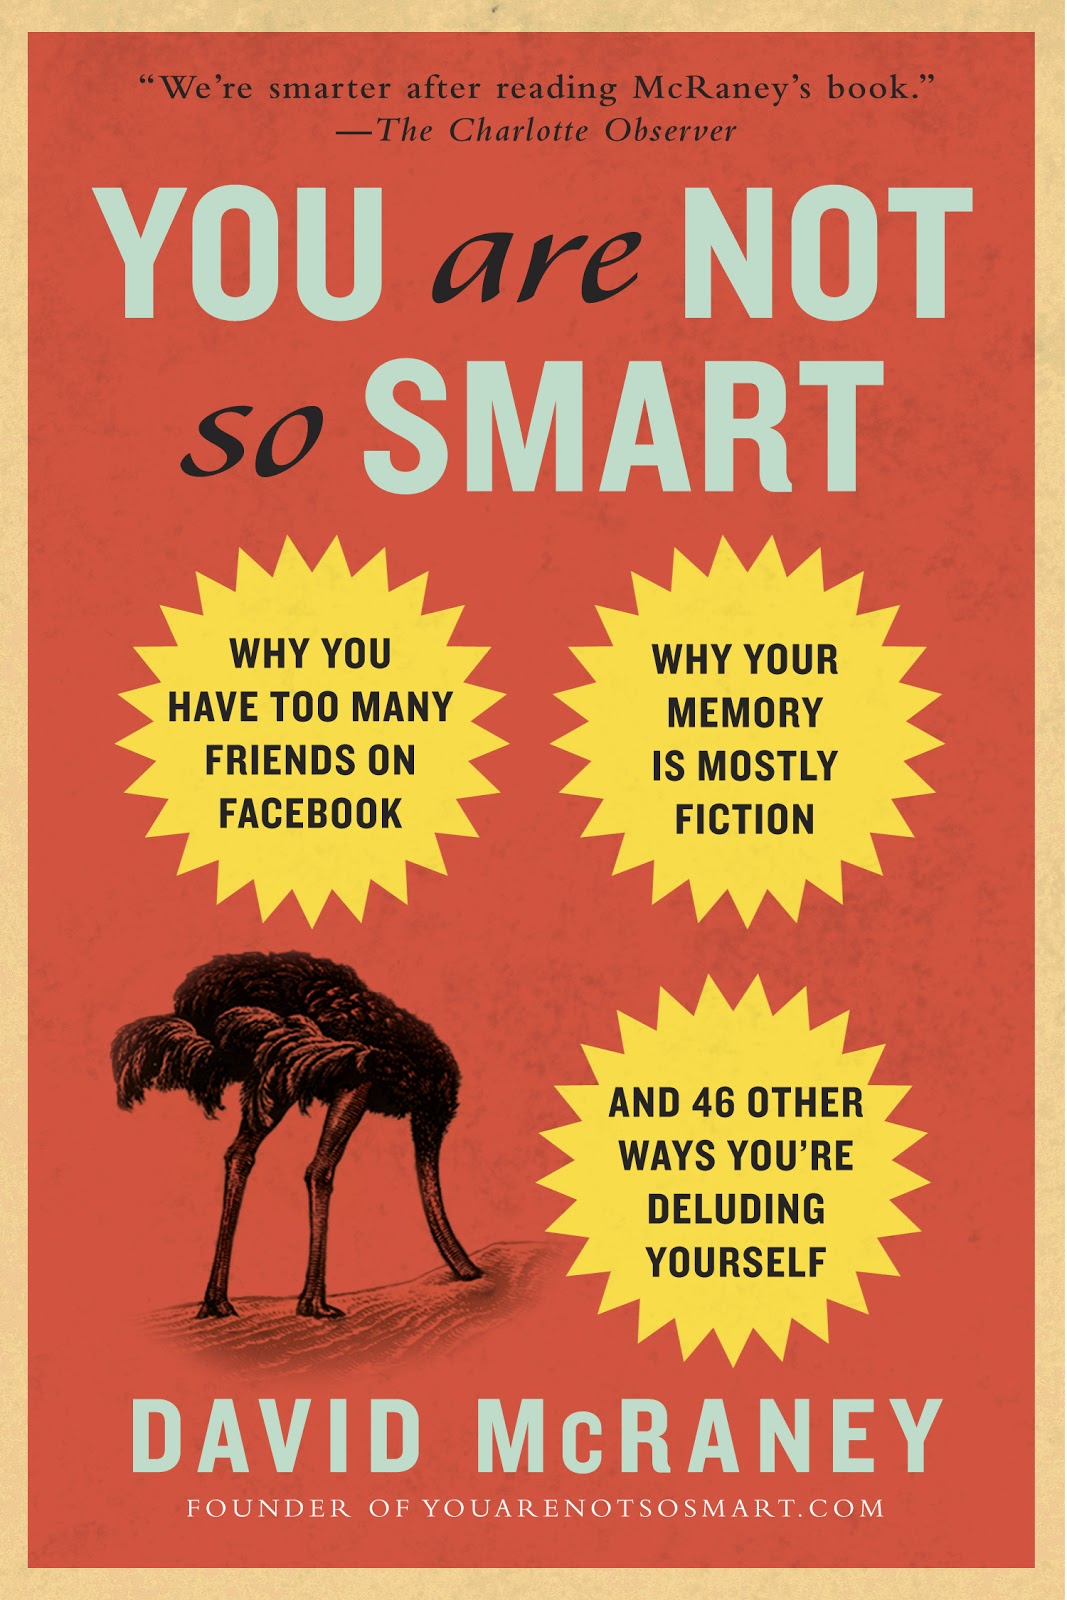 “We’re smarter after reading McRaney’s book.”
—The Charlotte Observer
YOU are NOT
so SMART
WHY YOU
HAVE TOO MANY
FRIENDS ON
FACEBOOK
WHY YOUR
MEMORY
IS MOSTLY
FICTION
AND 46 OTHER
WAYS YOU’RE
DELUDING
YOURSELF
DAVID McRANEY
FOUNDER OF YOUARENOTSOSMART.COM